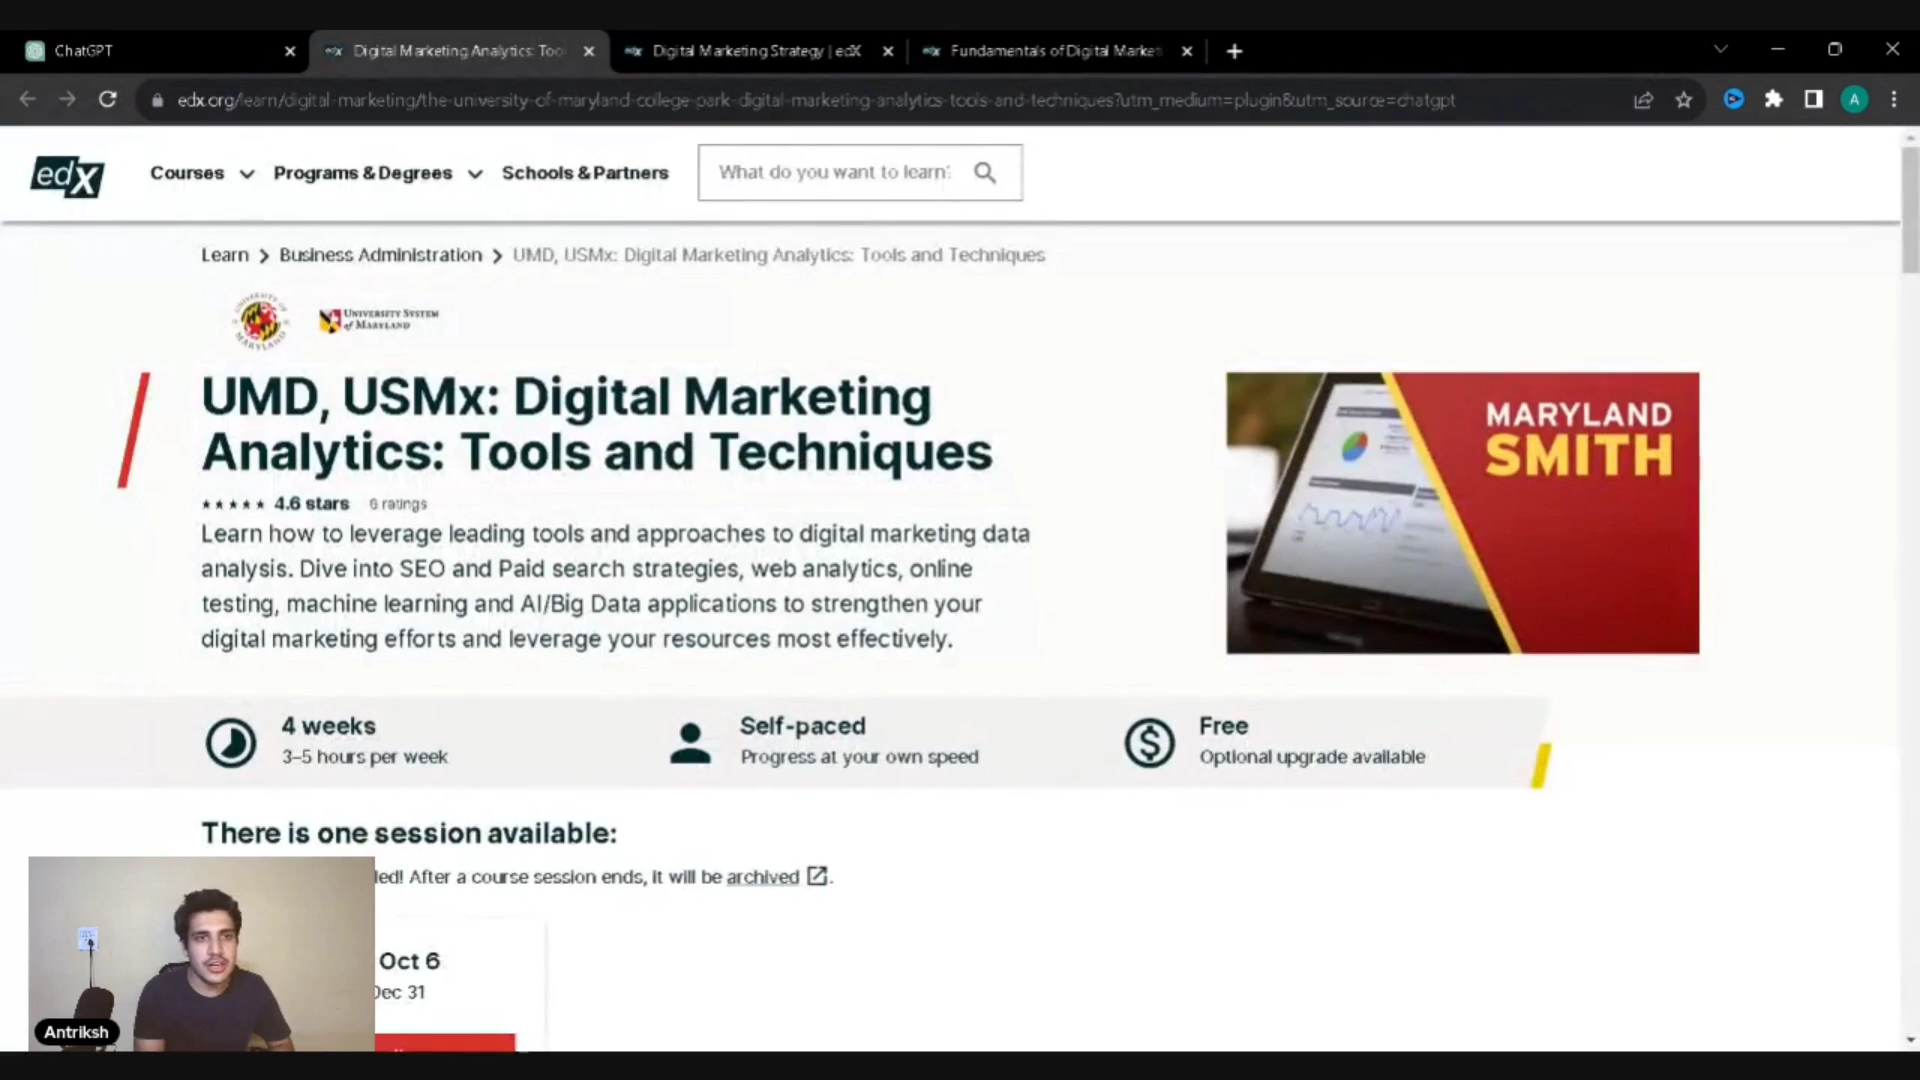 ChatGPT
Digital Marketing Analytics: Too
Digital Marketing Strategy | edX
Fundamentals of Digital Marke
edx.org/learn/digital-marketing/the-university-of-maryland-college-park-digital-marketing-analytics-tools-and-techniques?utm_medium=plugin&utm_source=chatgpt
A
edX
Courses
Programs & Degrees
Schools & Partners
What do you want to learn?
Learn > Business Administration > UMD, USMx: Digital Marketing Analytics: Tools and Techniques
UNIVERSITY OF MARYLAND
UNIVERSITY SYSTEM
of MARYLAND
UMD, USMx: Digital Marketing
Analytics: Tools and Techniques
4.6 stars 6 ratings
Learn how to leverage leading tools and approaches to digital marketing data
analysis. Dive into SEO and Paid search strategies, web analytics, online
testing, machine learning and AI/Big Data applications to strengthen your
digital marketing efforts and leverage your resources most effectively.
MARYLAND
SMITH
4 weeks
3–5 hours per week
Self-paced
Progress at your own speed
Free
Optional upgrade available
There is one session available:
led! After a course session ends, it will be archived.
Oct 6
Dec 31
Antriksh